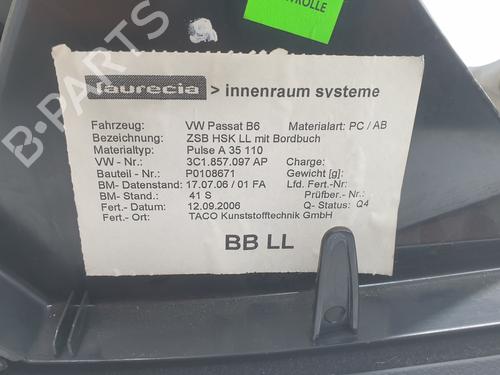 KONTROLLE
B-PARTS
faurecia > innenraum systeme
Fahrzeug: VW Passat B6 Materialart: PC / AB
Bezeichnung: ZSB HSK LL mit Bordbuch
Materialtyp: Pulse A 35 110
VW - Nr.: 3C1.857.097 AP Charge:
Bauteil - Nr.: P0108671 Gewicht [g]:
BM- Datenstand: 17.07.06 / 01 FA Lfd. Fert.-Nr:
BM- Stand.: 41 S Prüfber.- Nr.:
Fert.- Datum: 12.09.2006 Q- Status: Q4
Fert.- Ort: TACO Kunststofftechnik GmbH
BB LL